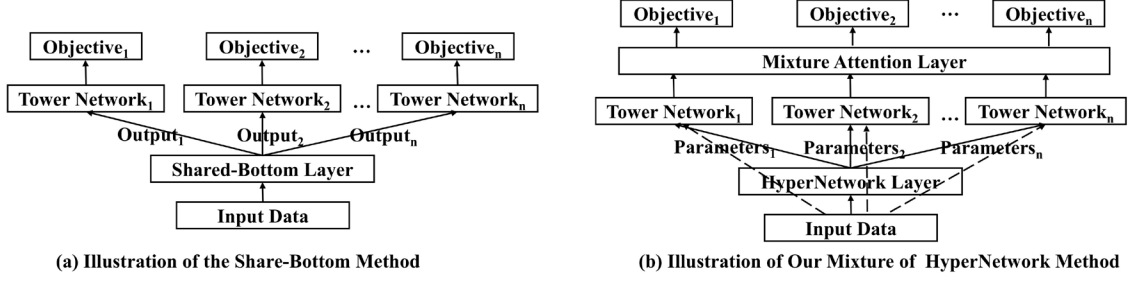 Objective1 Objective2 ... Objectiven
Tower Network1 Tower Network2 ... Tower Networkn
Output1 Output2 Outputn
Shared-Bottom Layer
Input Data
(a) Illustration of the Share-Bottom Method
Objective1 Objective2 ... Objectiven
Mixture Attention Layer
Tower Network1 Tower Network2 ... Tower Networkn
Parameters1 Parameters2 Parametersn
HyperNetwork Layer
Input Data
(b) Illustration of Our Mixture of HyperNetwork Method